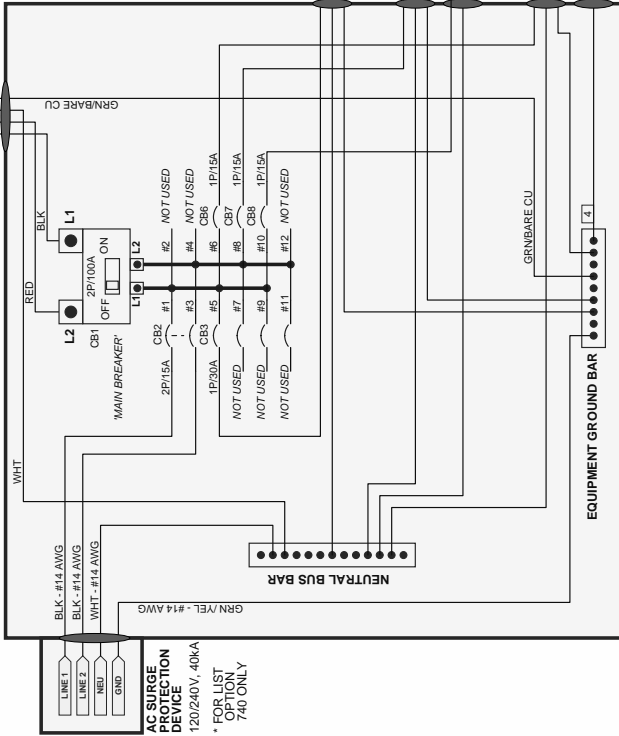 GRN/BARE CU
BLK
RED
L1
L2
2P/100A
ON
OFF
CB1
'MAIN BREAKER'
L1
L2
#2 NOT USED
#4 NOT USED
#6 CB6 1P/15A
#8 CB7 1P/15A
#10 CB8 1P/15A
#12 NOT USED
2P/15A CB2 #1
#3
1P/30A CB3 #5
NOT USED #7
NOT USED #9
NOT USED #11
GRN/BARE CU
4
EQUIPMENT GROUND BAR
WHT
NEUTRAL BUS BAR
BLK - #14 AWG
BLK - #14 AWG
WHT - #14 AWG
GRN/YEL - #14 AWG
LINE 1
LINE 2
NEU
GND
AC SURGE
PROTECTION
DEVICE
120/240V, 40kA
* FOR LIST
OPTION
740 ONLY